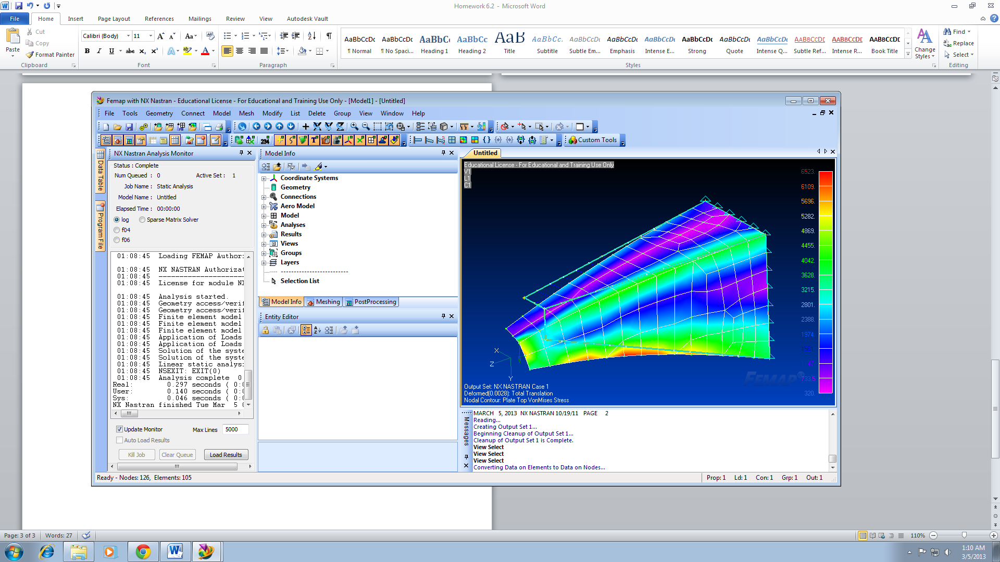 Homework 6.2 - Microsoft Word
File Home Insert Page Layout References Mailings Review View Autodesk Vault
Paste
Cut
Copy
Format Painter
Clipboard
Calibri (Body) 11
Font
Paragraph
AaBbCcDc AaBbCcDc AaBbCc AaBbCc AaB AaBbCc. AaBbCcDc AaBbCcDc AaBbCcDc AaBbCcDc AaBbCcDc AaBbCcDc AABBCCDE AABBCCDE AABBCCDE
¶ Normal ¶ No Spaci... Heading 1 Heading 2 Title Subtitle Subtle Em... Emphasis Intense E... Strong Quote Intense Q... Subtle Ref... Intense R... Book Title
Styles
Change Styles
Find
Replace
Select
Editing
Femap with NX Nastran - Educational License - For Educational and Training Use Only - [Model1] - [Untitled]
File Tools Geometry Connect Model Mesh Modify List Delete Group View Window Help
234
Custom Tools
Data Table
Program File
NX Nastran Analysis Monitor
Status : Complete
Num Queued : 0 Active Set : 1
Job Name : Static Analysis
Model Name : Untitled
Elapsed Time : 00:00:00
log Sparse Matrix Solver
f04
f06
01:08:45 Loading FEMAP Author:
01:08:45 NX NASTRAN Authorizat
01:08:45 ---------------------
01:08:45 License for module NX
01:08:45 Analysis started.
01:08:45 Geometry access/verif
01:08:45 Geometry access/verif
01:08:45 Finite element model
01:08:45 Finite element model
01:08:45 Finite element model
01:08:45 Application of Loads
01:08:45 Application of Loads
01:08:45 Solution of the syste
01:08:45 Solution of the syste
01:08:45 Linear static analysi
01:08:45 NSEXIT: EXIT(0)
01:08:45 Analysis complete 0
Real: 0.297 seconds ( 0:0
User: 0.140 seconds ( 0:0
Sys: 0.046 seconds ( 0:0
NX Nastran finished Tue Mar 5 0
Update Monitor Max Lines 5000
Auto Load Results
Kill Job Clear Queue Load Results
Model Info
Coordinate Systems
Geometry
Connections
Aero Model
Model
Analyses
Results
Views
Groups
Layers
--------------------------
Selection List
Model Info Meshing PostProcessing
Entity Editor
Untitled
Educational License - For Educational and Training Use Only
V1
L1
C1
6523.
6109.
5696.
5282.
4869.
4455.
4042.
3628.
3215.
2801.
2388.
1974.
1561.
733.5
320.
X
Z
Y
FEMAP
Output Set: NX NASTRAN Case 1
Deformed(0.0028): Total Translation
Nodal Contour: Plate Top VonMises Stress
Messages
MARCH 5, 2013 NX NASTRAN 10/19/11 PAGE 2
Reading...
Creating Output Set 1...
Beginning Cleanup of Output Set 1...
Cleanup of Output Set 1 is Complete.
View Select
View Select
View Select
Converting Data on Elements to Data on Nodes...
Ready - Nodes: 126, Elements: 105 Prop: 1 Ld: 1 Con: 1 Grp: 1 Out: 1
Page: 3 of 3 Words: 27 110%
1:10 AM
3/5/2013